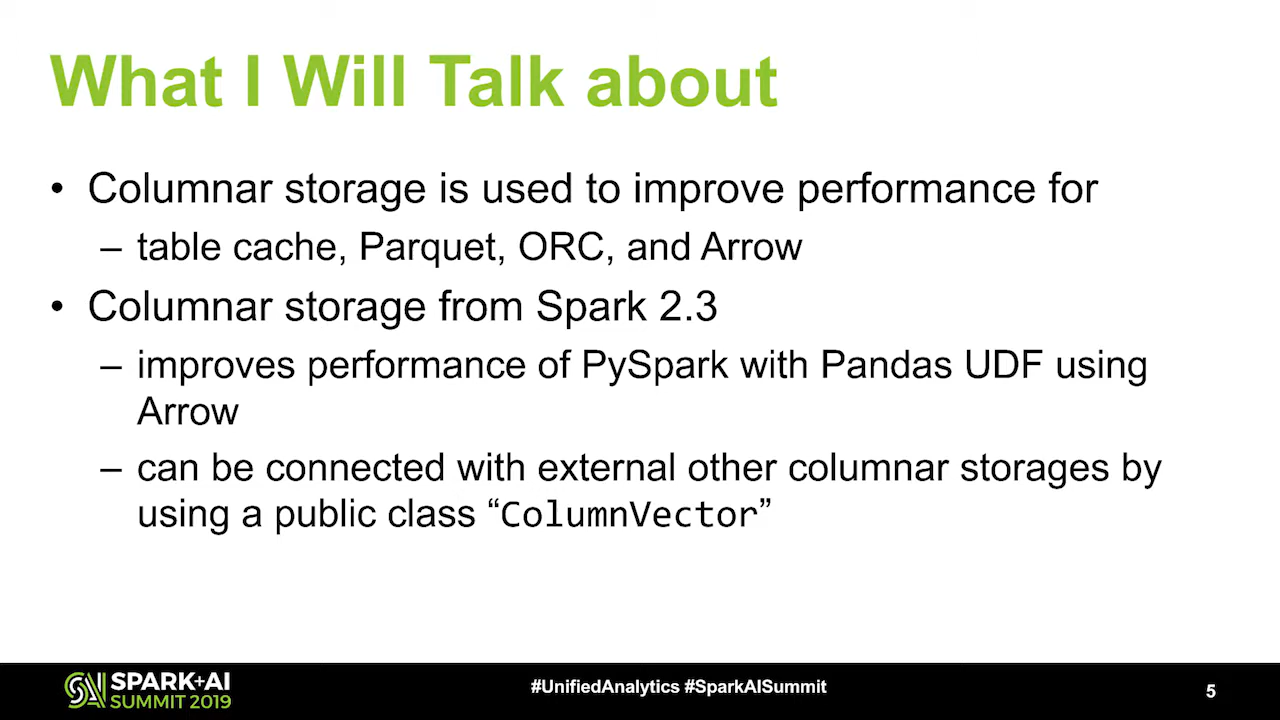 What I Will Talk about
• Columnar storage is used to improve performance for
– table cache, Parquet, ORC, and Arrow
• Columnar storage from Spark 2.3
– improves performance of PySpark with Pandas UDF using
Arrow
– can be connected with external other columnar storages by
using a public class “ColumnVector”
SPARK+AI
SUMMIT 2019
#UnifiedAnalytics #SparkAISummit
5